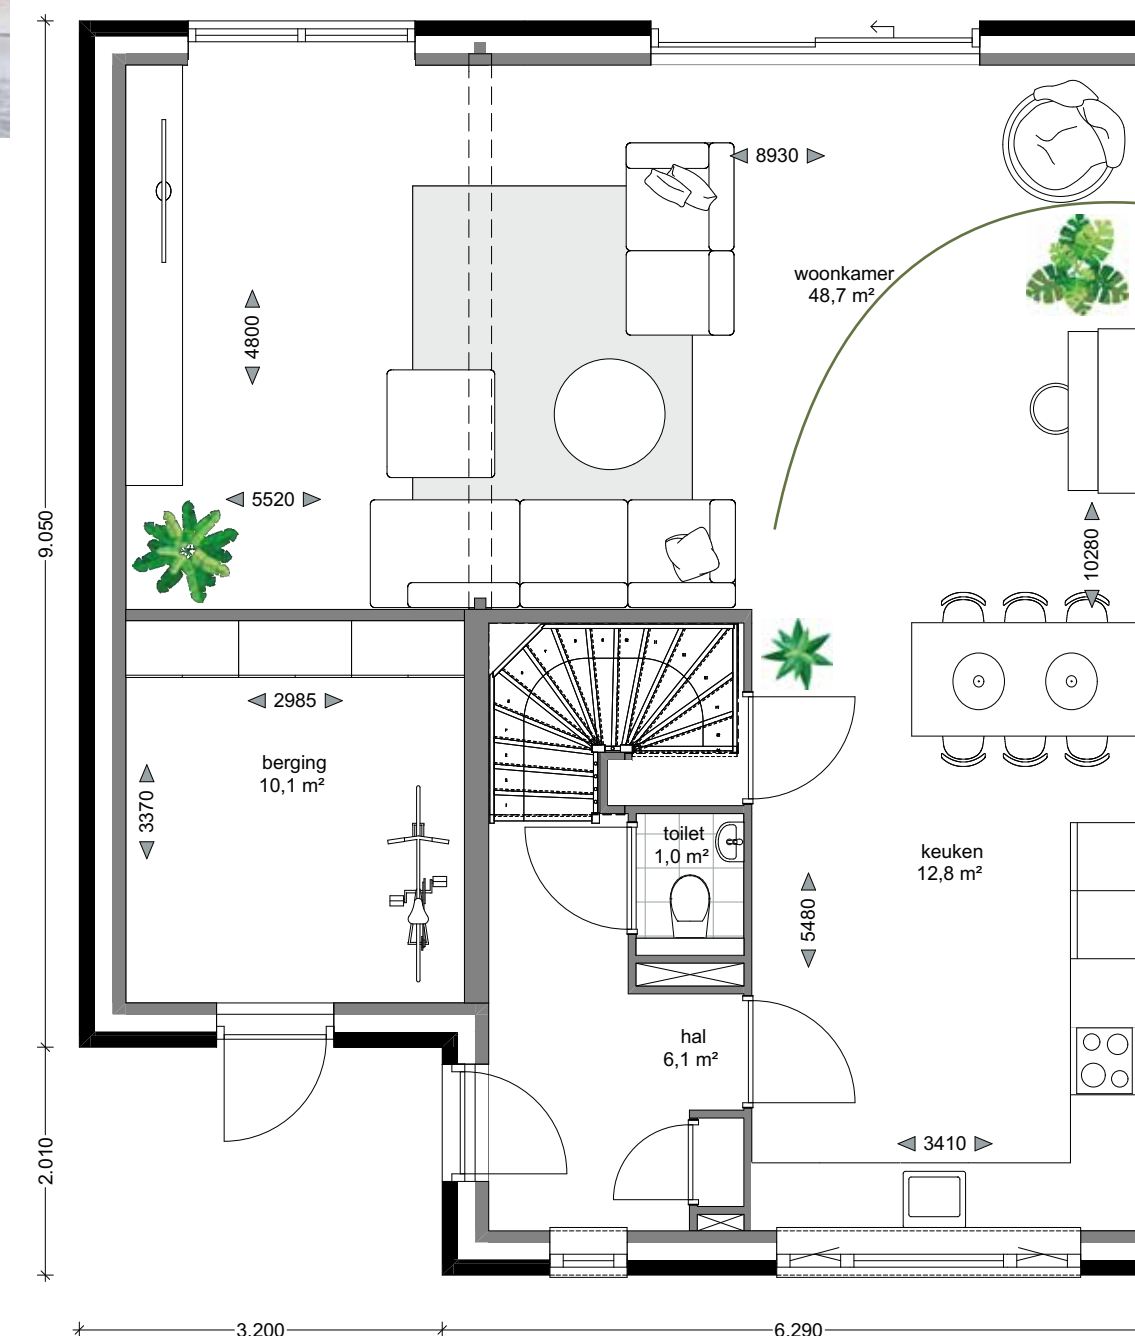 8930
woonkamer
48,7 m²
4800
5520
9.050
10280
2985
berging
10,1 m²
3370
toilet
1,0 m²
keuken
12,8 m²
5480
hal
6,1 m²
3410
2.010
3.200
6.290